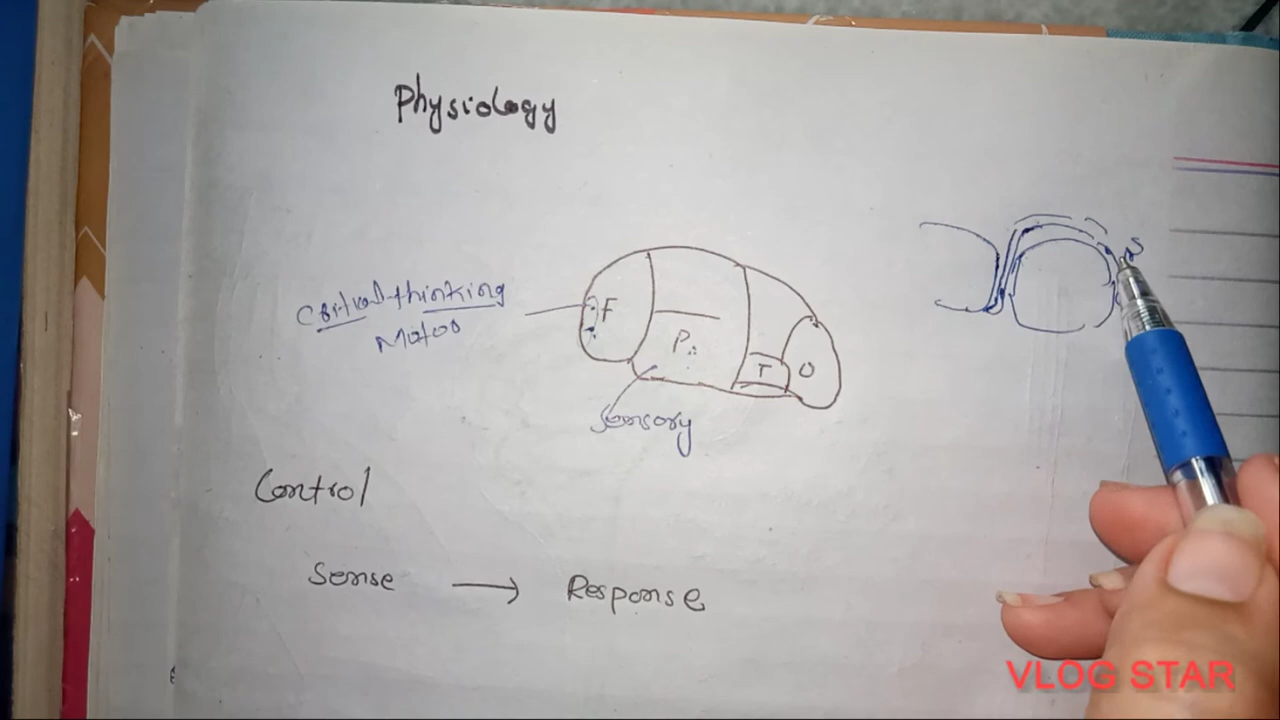 Physiology
Critical thinking
Motor
F
P
T
O
S
Sensory
Control
Sense → Response
VLOG STAR